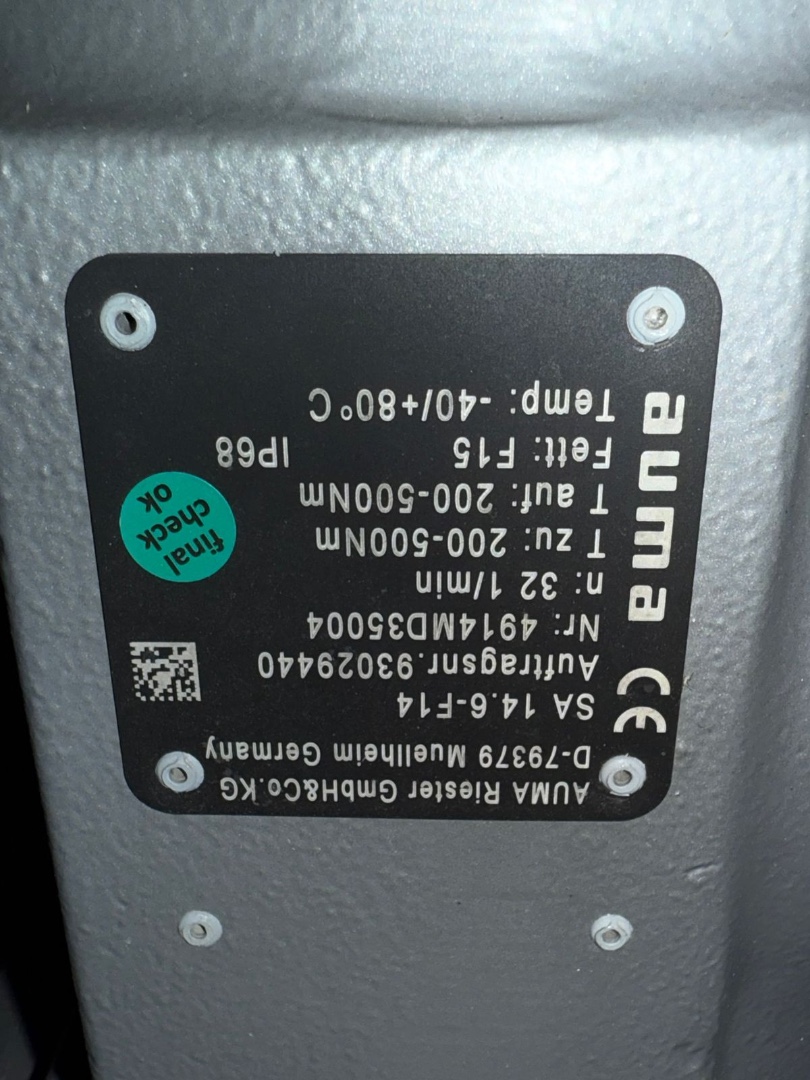 AUMA Riester GmbH&Co.KG
D-79379 Muellheim Germany
SA 14.6-F14
Auftragsnr.93029440
Nr: 4914MD35004
n: 32 1/min
T zu: 200-500Nm
T auf: 200-500Nm
Fett: F15 IP68
Temp: -40/+80°C
CE
auma
final
check
ok